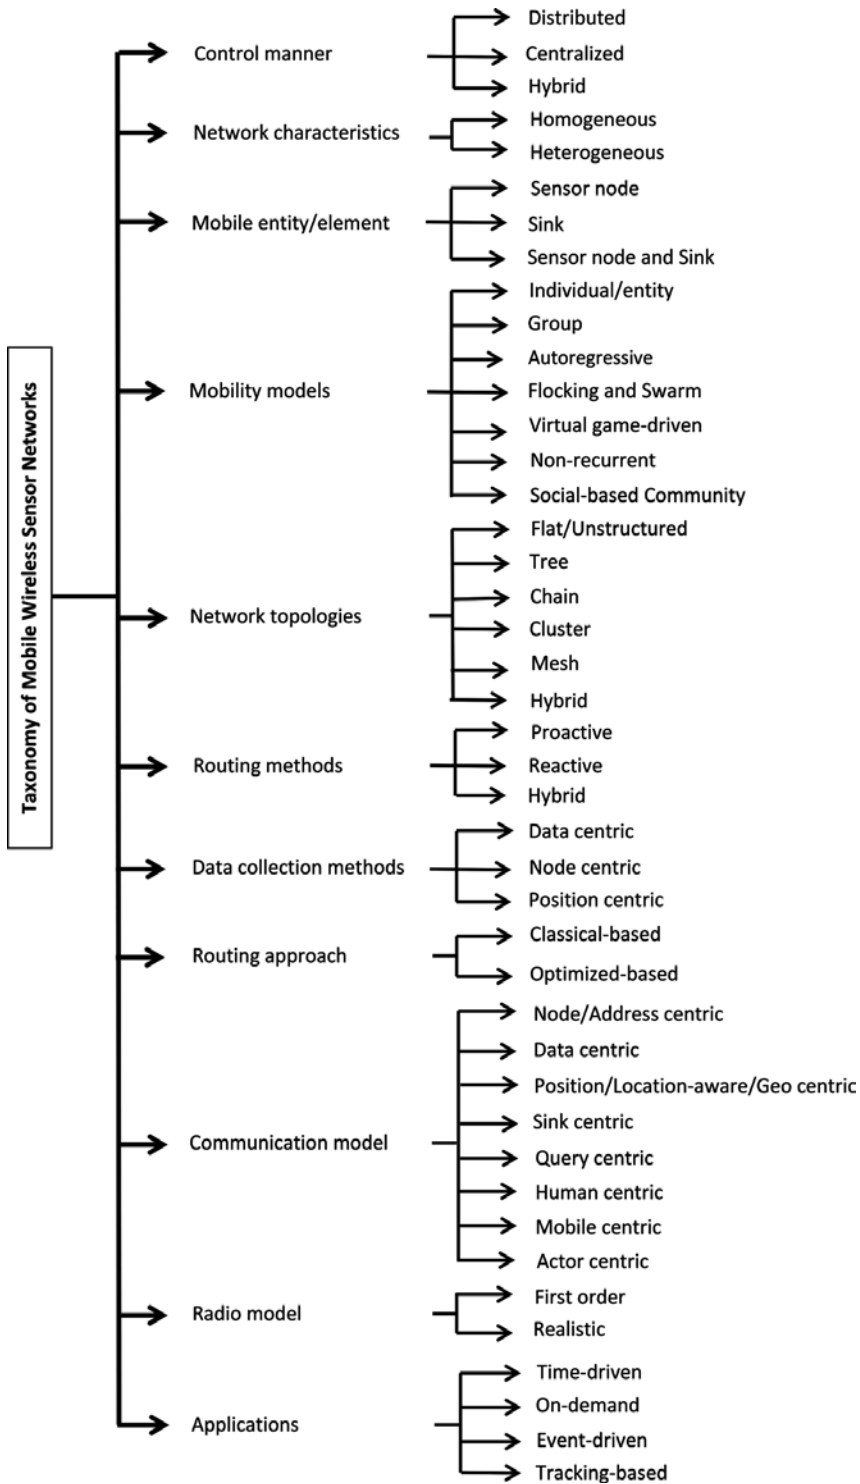 Taxonomy of Mobile Wireless Sensor Networks
Control manner
Distributed
Centralized
Hybrid
Network characteristics
Homogeneous
Heterogeneous
Mobile entity/element
Sensor node
Sink
Sensor node and Sink
Mobility models
Individual/entity
Group
Autoregressive
Flocking and Swarm
Virtual game-driven
Non-recurrent
Social-based Community
Network topologies
Flat/Unstructured
Tree
Chain
Cluster
Mesh
Hybrid
Routing methods
Proactive
Reactive
Hybrid
Data collection methods
Data centric
Node centric
Position centric
Routing approach
Classical-based
Optimized-based
Communication model
Node/Address centric
Data centric
Position/Location-aware/Geo centric
Sink centric
Query centric
Human centric
Mobile centric
Actor centric
Radio model
First order
Realistic
Applications
Time-driven
On-demand
Event-driven
Tracking-based